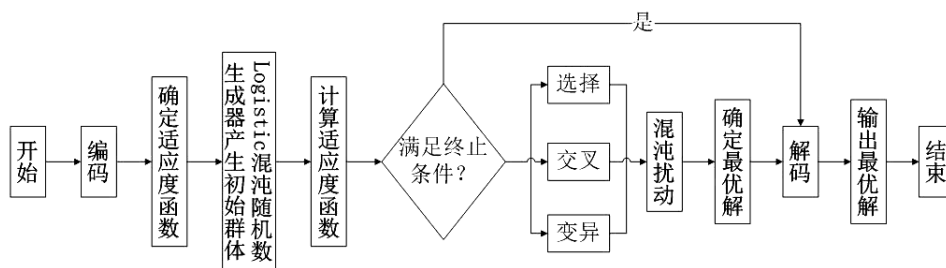 开始
编码
确定适应度函数
Logistic混沌随机数
生成器产生初始群体
计算适应度函数
满足终止
条件？
是
选择
交叉
变异
混沌扰动
确定最优解
解码
输出最优解
结束